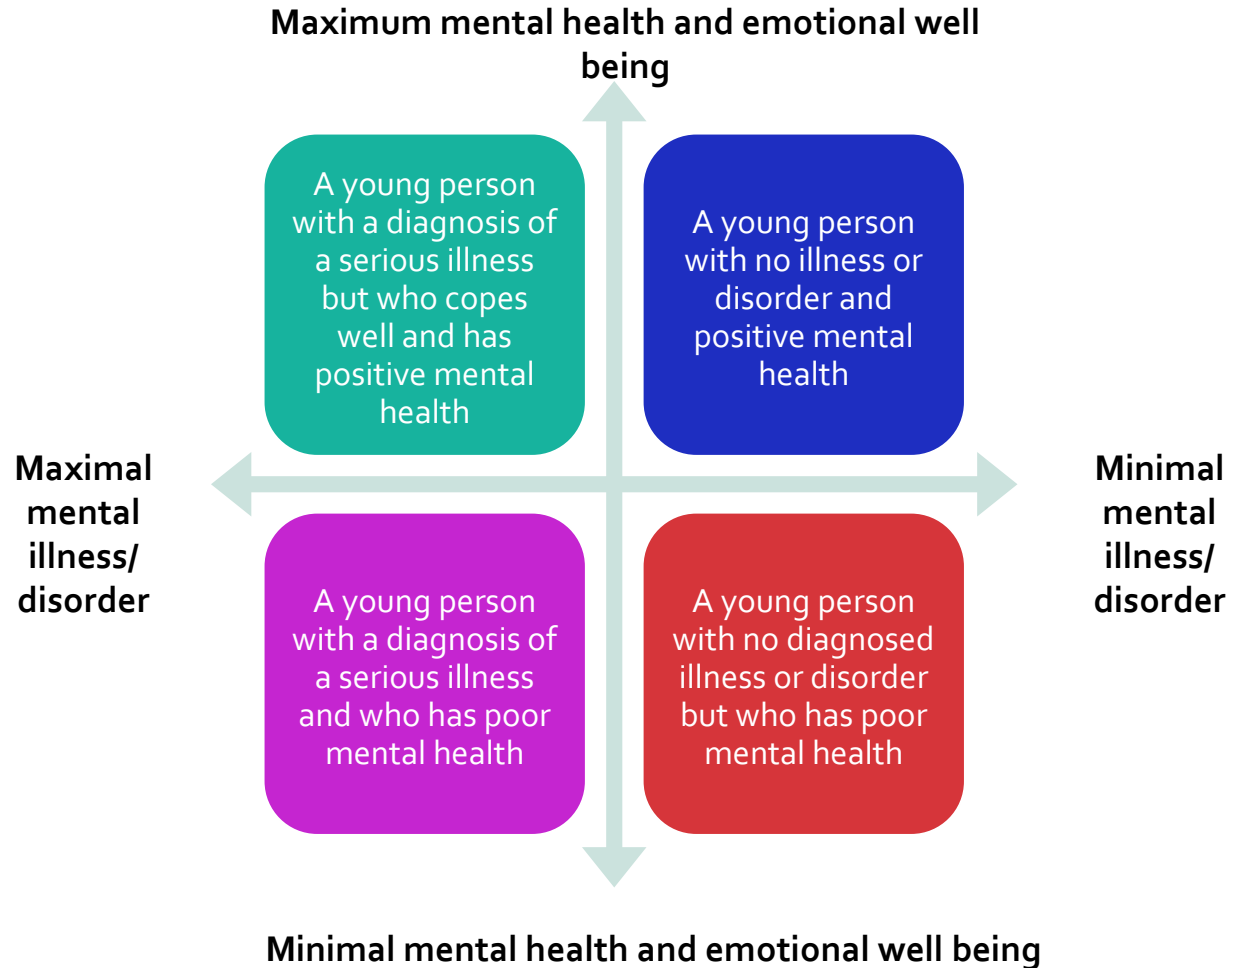 Maximum mental health and emotional well
being
A young person
with a diagnosis of
a serious illness
but who copes
well and has
positive mental
health
A young person
with no illness or
disorder and
positive mental
health
Maximal
mental
illness/
disorder
Minimal
mental
illness/
disorder
A young person
with a diagnosis of
a serious illness
and who has poor
mental health
A young person
with no diagnosed
illness or disorder
but who has poor
mental health
Minimal mental health and emotional well being